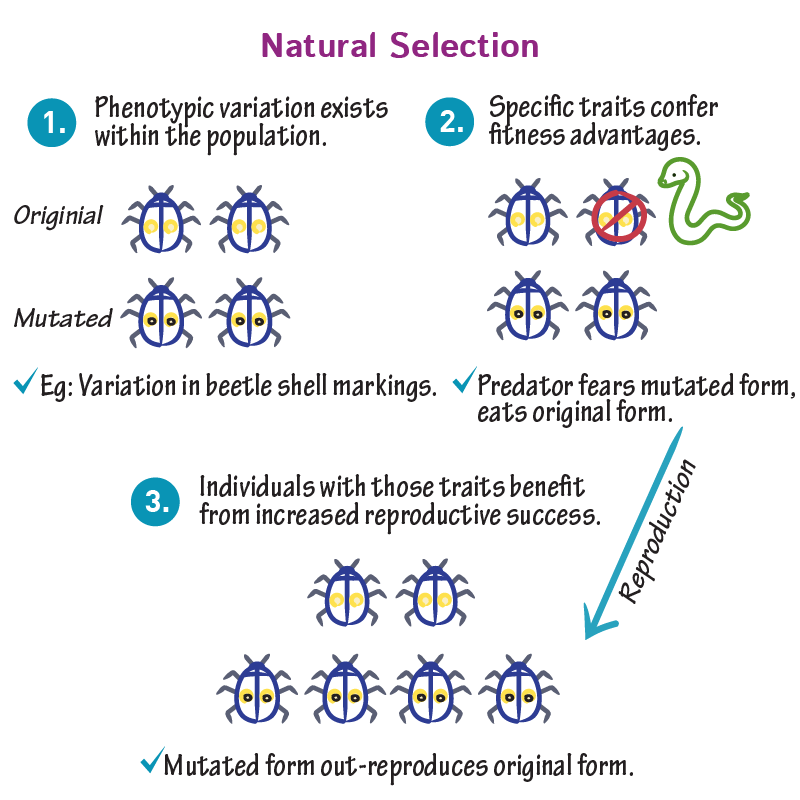 Natural Selection
1. Phenotypic variation exists
within the population.
Originial
Mutated
✓ Eg: Variation in beetle shell markings.
2. Specific traits confer
fitness advantages.
✓ Predator fears mutated form,
eats original form.
Reproduction
3. Individuals with those traits benefit
from increased reproductive success.
✓ Mutated form out-reproduces original form.